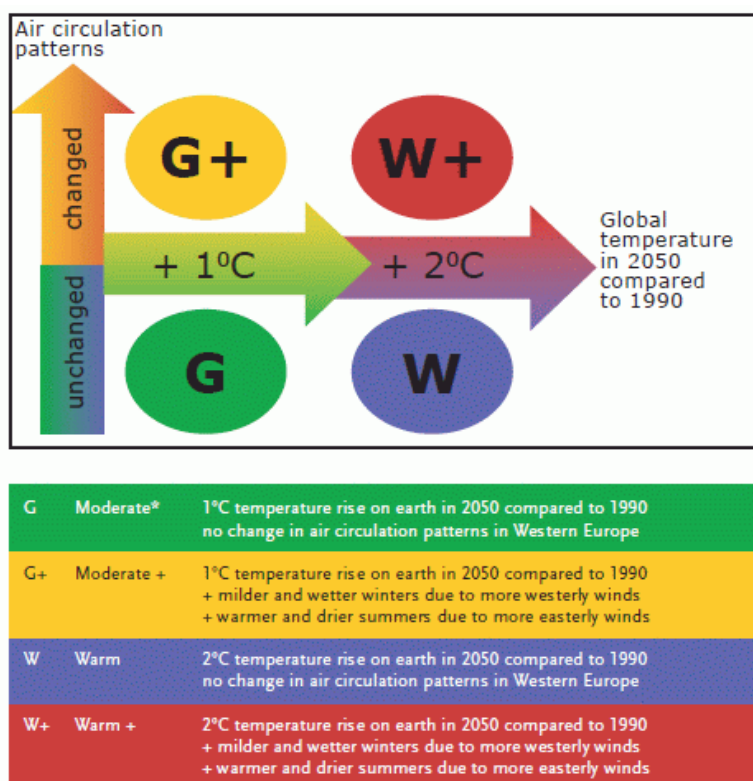 Air circulation
patterns
changed
unchanged
G+
W+
+ 1⁰C
+ 2⁰C
G
W
Global
temperature
in 2050
compared
to 1990
G Moderate* 1°C temperature rise on earth in 2050 compared to 1990
no change in air circulation patterns in Western Europe
G+ Moderate + 1°C temperature rise on earth in 2050 compared to 1990
+ milder and wetter winters due to more westerly winds
+ warmer and drier summers due to more easterly winds
W Warm 2°C temperature rise on earth in 2050 compared to 1990
no change in air circulation patterns in Western Europe
W+ Warm + 2°C temperature rise on earth in 2050 compared to 1990
+ milder and wetter winters due to more westerly winds
+ warmer and drier summers due to more easterly winds